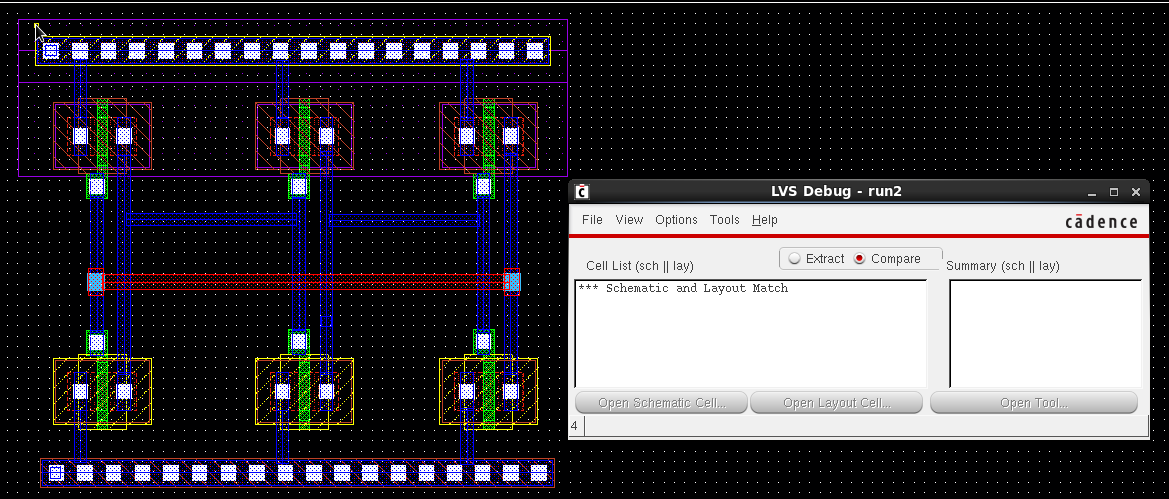 LVS Debug - run2
File View Options Tools Help
cādence
Extract Compare
Cell List (sch || lay)
Summary (sch || lay)
*** Schematic and Layout Match
Open Schematic Cell...
Open Layout Cell...
Open Tool...
4